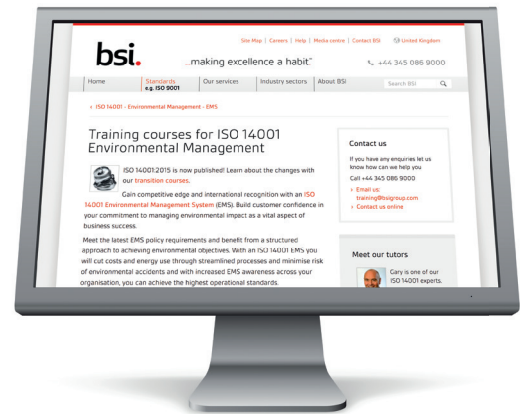 Site Map | Careers | Help | Media centre | Contact BSI United Kingdom
bsi.
...making excellence a habit™
+44 345 086 9000
Home
Standards
e.g. ISO 9001
Our services
Industry sectors
About BSi
Search BSI
› ISO 14001 - Environmental Management - EMS
Training courses for ISO 14001
Environmental Management
ISO 14001:2015 is now published! Learn about the changes with
our transition courses.
Gain competitive edge and international recognition with an ISO
14001 Environmental Management System (EMS). Build customer confidence in
your commitment to managing environmental impact as a vital aspect of
business success.
Meet the latest EMS policy requirements and benefit from a structured
approach to achieving environmental objectives. With an ISO 14001 EMS you
will cut costs and energy use through streamlined processes and minimise risk
of environmental accidents and with increased EMS awareness across your
organisation, you can achieve the highest operational standards.
Contact us
If you have any enquiries let us
know how can we help you
Call +44 345 086 9000
› Email us:
training@bsigroup.com
› Contact us online
Meet our tutors
Gary is one of our
ISO 14001 experts.